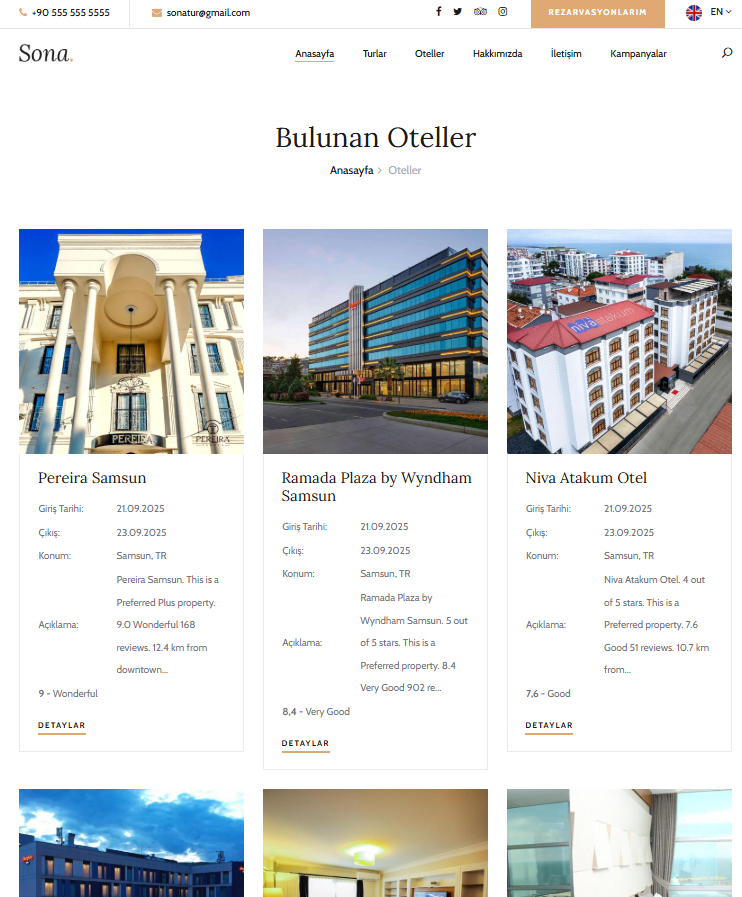 +90 555 555 5555
sonatur@gmail.com
REZARVASYONLARIM
EN
Sona.
Anasayfa
Turlar
Oteller
Hakkımızda
İletişim
Kampanyalar
Bulunan Oteller
Anasayfa > Oteller
PEREIRA
PEREIRA
niva atakum
Pereira Samsun
Giriş Tarihi: 21.09.2025
Çıkış: 23.09.2025
Konum: Samsun, TR
Pereira Samsun. This is a
Preferred Plus property.
Açıklama: 9.0 Wonderful 168
reviews. 12.4 km from
downtown...
9 - Wonderful
DETAYLAR
Ramada Plaza by Wyndham
Samsun
Giriş Tarihi: 21.09.2025
Çıkış: 23.09.2025
Konum: Samsun, TR
Ramada Plaza by
Wyndham Samsun. 5 out
Açıklama: of 5 stars. This is a
Preferred property. 8.4
Very Good 902 re...
8,4 - Very Good
DETAYLAR
Niva Atakum Otel
Giriş Tarihi: 21.09.2025
Çıkış: 23.09.2025
Konum: Samsun, TR
Niva Atakum Otel. 4 out
of 5 stars. This is a
Açıklama: Preferred property. 7.6
Good 51 reviews. 10.7 km
from...
7,6 - Good
DETAYLAR